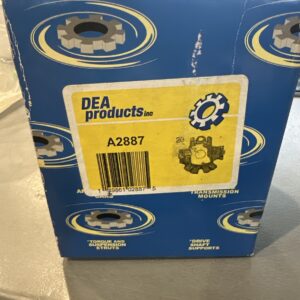 DEA
products inc
A2887
TRANSMISSION
MOUNTS
"TORQUE AND
SUSPENSION
STRUTS
"DRIVE
SHAFT
SUPPORTS